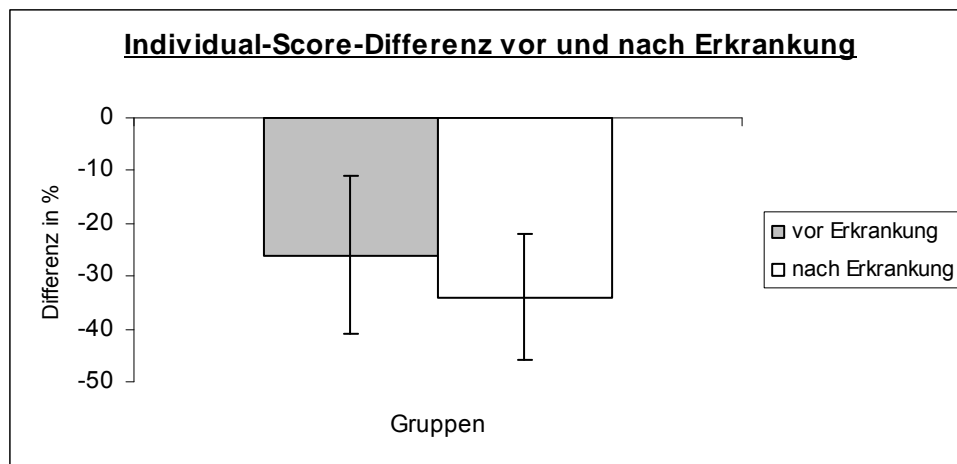 Individual-Score-Differenz vor und nach Erkrankung
0
-10
-20
-30
-40
-50
Differenz in %
Gruppen
vor Erkrankung
nach Erkrankung